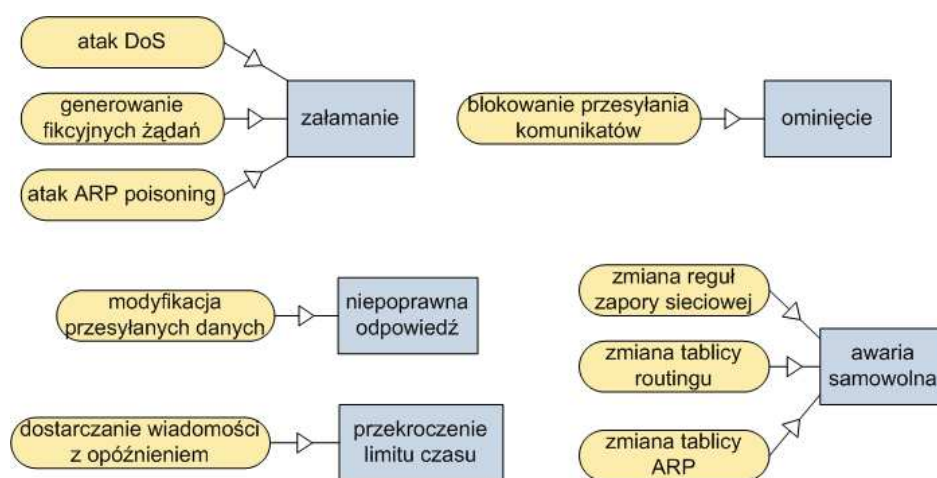 atak DoS
generowanie
fikcyjnych żądań
atak ARP poisoning
załamanie
blokowanie przesyłania
komunikatów
ominięcie
modyfikacja
przesyłanych danych
niepoprawna
odpowiedź
dostarczanie wiadomości
z opóźnieniem
przekroczenie
limitu czasu
zmiana reguł
zapory sieciowej
zmiana tablicy
routingu
zmiana tablicy
ARP
awaria
samowolna